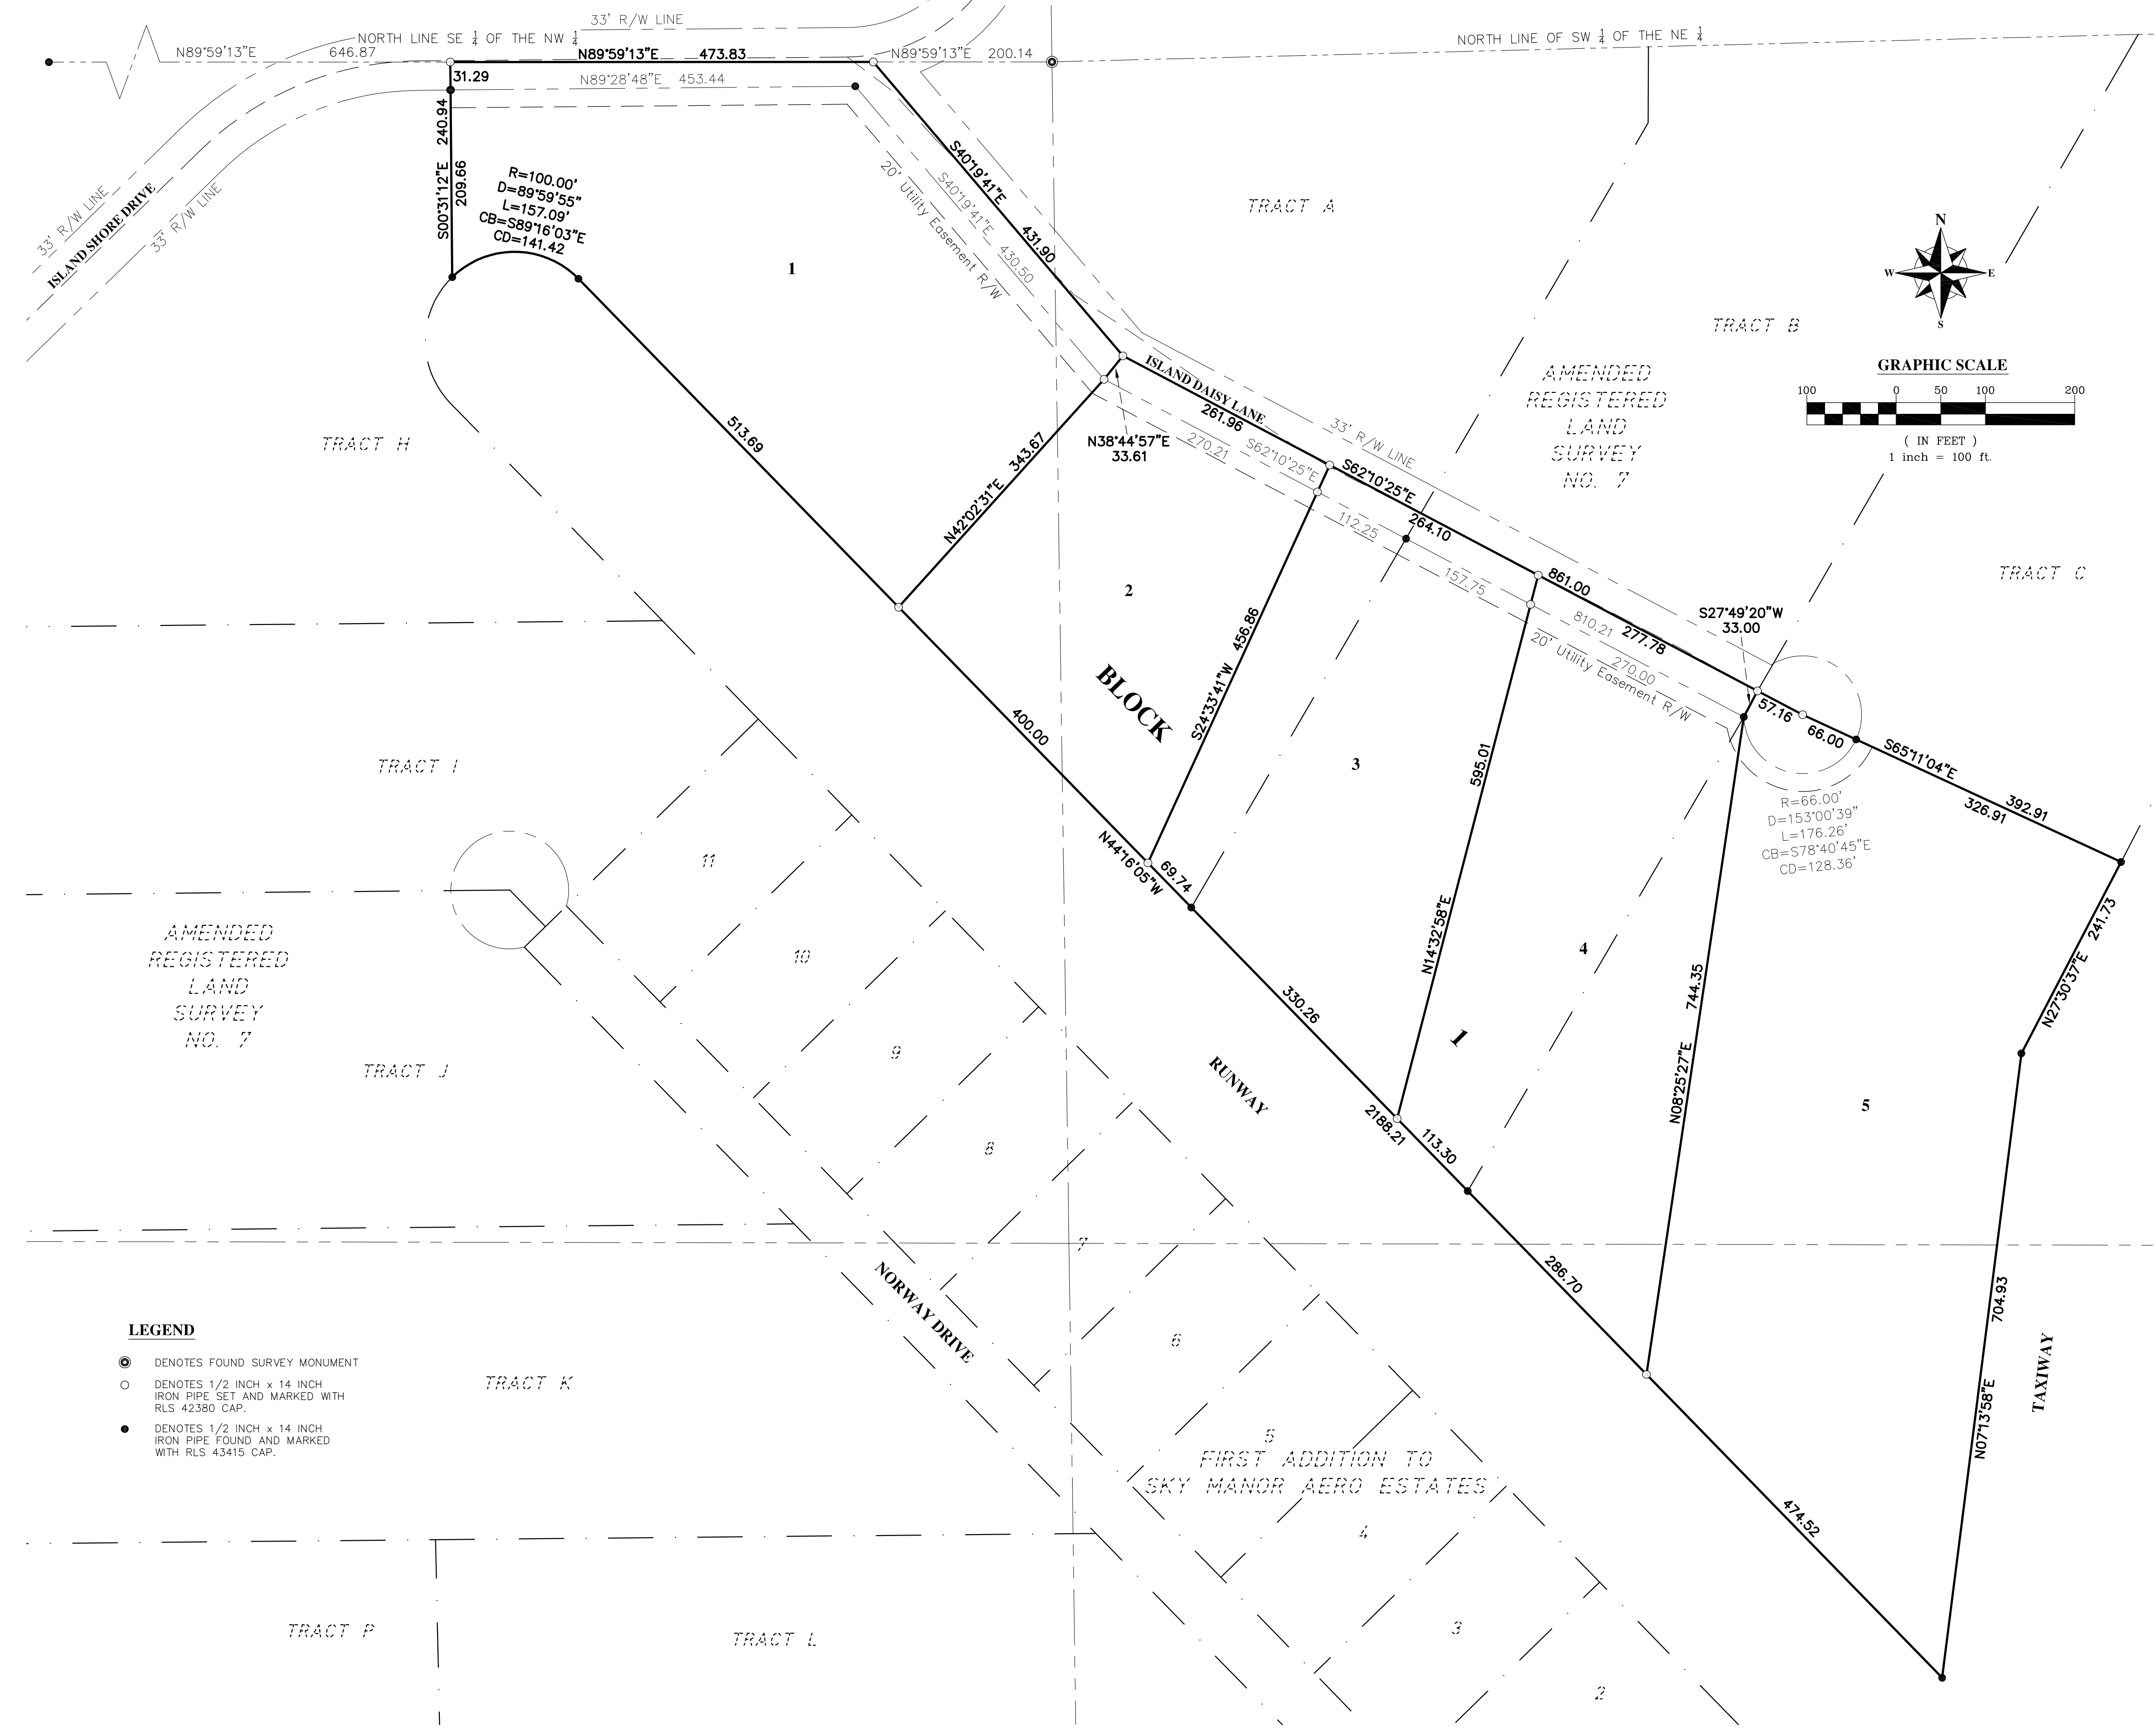 33' R/W LINE
NORTH LINE SE 1/4 OF THE NW 1/4
N89°59'13"E 646.87
N89°59'13"E 473.83
N89°59'13"E 200.14
NORTH LINE OF SW 1/4 OF THE NE 1/4
31.29
N89°28'48"E 453.44
S00°31'12"E 240.94
209.66
R=100.00'
D=89°59'55"
L=157.09'
CB=S89°16'03"E
CD=141.42
33' R/W LINE
ISLAND SHORE DRIVE
33' R/W LINE
1
S40°19'41"E 431.90
S40°19'41"E 430.50
20' Utility Easement R/W
TRACT A
TRACT B
TRACT C
N
W
E
S
GRAPHIC SCALE
100 0 50 100 200
( IN FEET )
1 inch = 100 ft.
AMENDED
REGISTERED
LAND
SURVEY
NO. 7
ISLAND DAISY LANE
261.96
33' R/W LINE
N38°44'57"E
33.61
270.21 S62°10'25"E
S62°10'25"E
264.10
112.25
157.75
861.00
810.21
277.78
270.00
20' Utility Easement R/W
S27°49'20"W
33.00
57.16
66.00
S65°11'04"E 392.91
326.91
R=66.00'
D=153°00'39"
L=176.26'
CB=S78°40'45"E
CD=128.36'
TRACT H
513.69
N42°02'31"E 343.67
2
BLOCK
S24°33'41"W 456.86
400.00
N44°16'05"W
69.74
3
595.01
N14°32'58"E
4
330.26
1
744.35
N08°25'27"E
5
N27°30'37"E 241.73
TRACT I
11
10
9
8
7
6
5
4
3
2
AMENDED
REGISTERED
LAND
SURVEY
NO. 7
TRACT J
RUNWAY
2188.21
113.30
286.70
474.52
N07°13'58"E 704.93
TAXIWAY
NORWAY DRIVE
LEGEND
DENOTES FOUND SURVEY MONUMENT
DENOTES 1/2 INCH x 14 INCH
IRON PIPE SET AND MARKED WITH
RLS 42380 CAP.
DENOTES 1/2 INCH x 14 INCH
IRON PIPE FOUND AND MARKED
WITH RLS 43415 CAP.
TRACT K
FIRST ADDITION TO
SKY MANOR AERO ESTATES
TRACT P
TRACT L